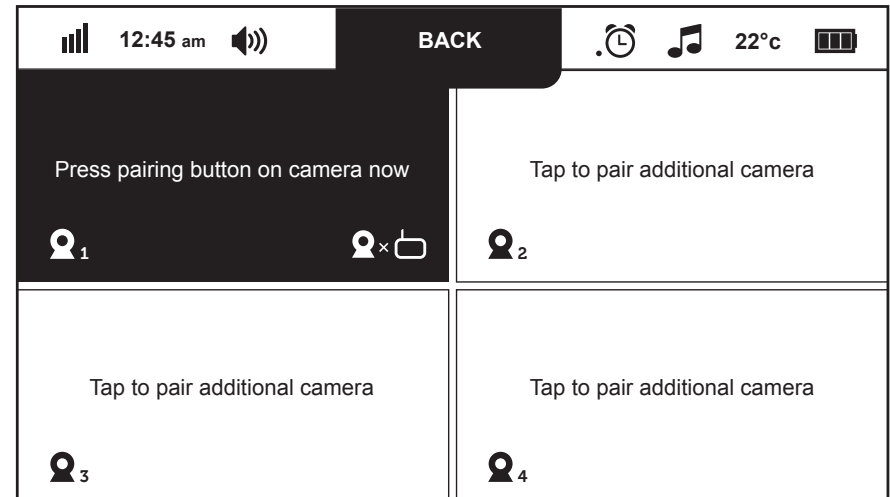 12:45 am BACK 22°c
Press pairing button on camera now
1
Tap to pair additional camera
2
Tap to pair additional camera
3
Tap to pair additional camera
4